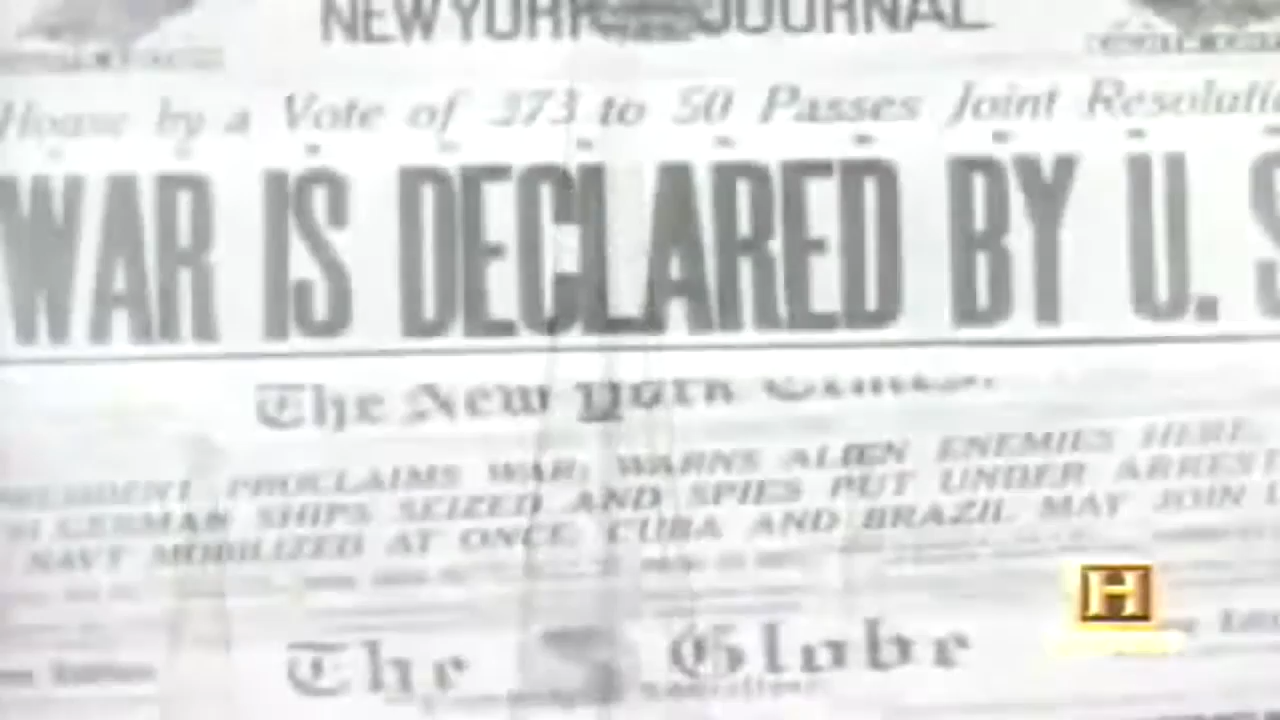 NEW YORK JOURNAL
House by a Vote of 373 to 50 Passes Joint Resoluti
WAR IS DECLARED BY U. S
The New York Times.
PRESIDENT PROCLAIMS WAR; WARNS ALIEN ENEMIES HERE;
GERMAN SHIPS SEIZED AND SPIES PUT UNDER ARREST
NAVY MOBILIZED AT ONCE; CUBA AND BRAZIL MAY JOIN
H
The Globe